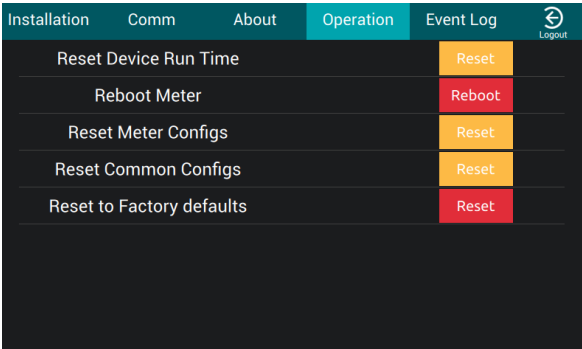 Installation Comm About Operation Event Log Logout
Reset Device Run Time Reset
Reboot Meter Reboot
Reset Meter Configs Reset
Reset Common Configs Reset
Reset to Factory defaults Reset